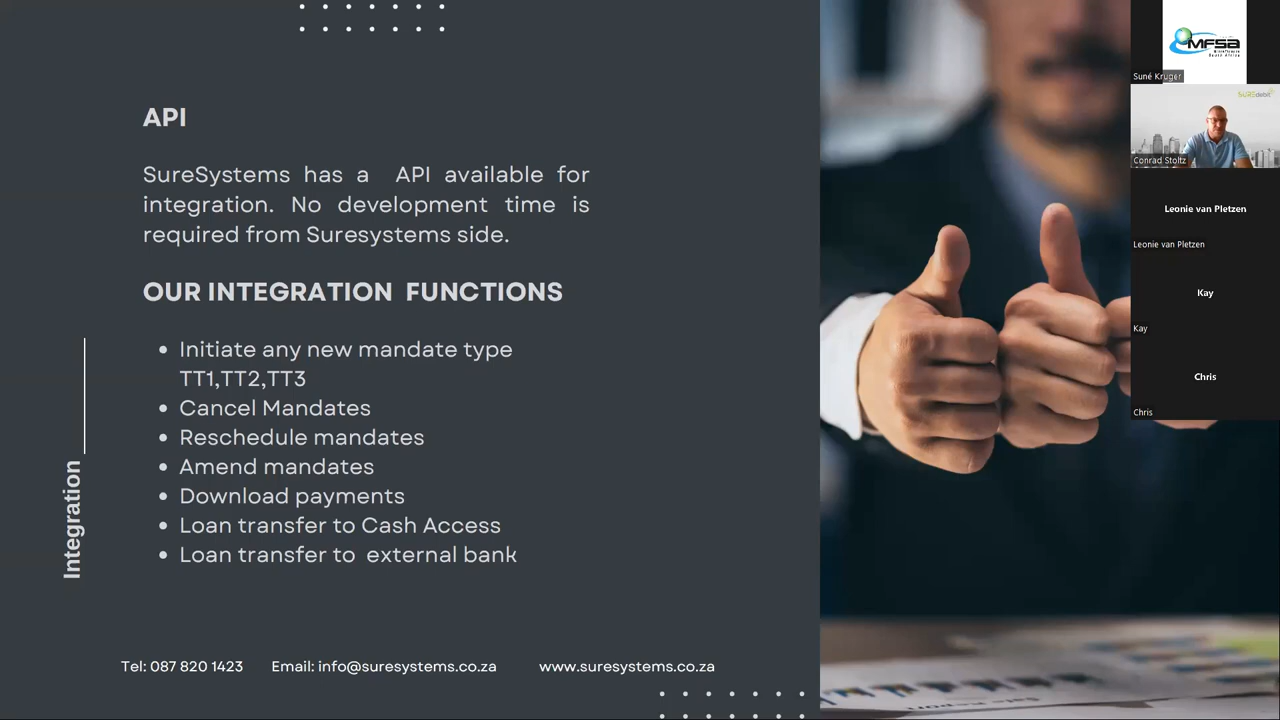 API
SureSystems has a API available for
integration. No development time is
required from Suresystems side.
OUR INTEGRATION FUNCTIONS
Initiate any new mandate type
TT1,TT2,TT3
Cancel Mandates
Reschedule mandates
Amend mandates
Download payments
Loan transfer to Cash Access
Loan transfer to external bank
Integration
Tel: 087 820 1423 Email: info@suresystems.co.za www.suresystems.co.za
MFSA
Suné Kruger
SUREdebit
Conrad Stoltz
Leonie van Pletzen
Leonie van Pletzen
Kay
Kay
Chris
Chris